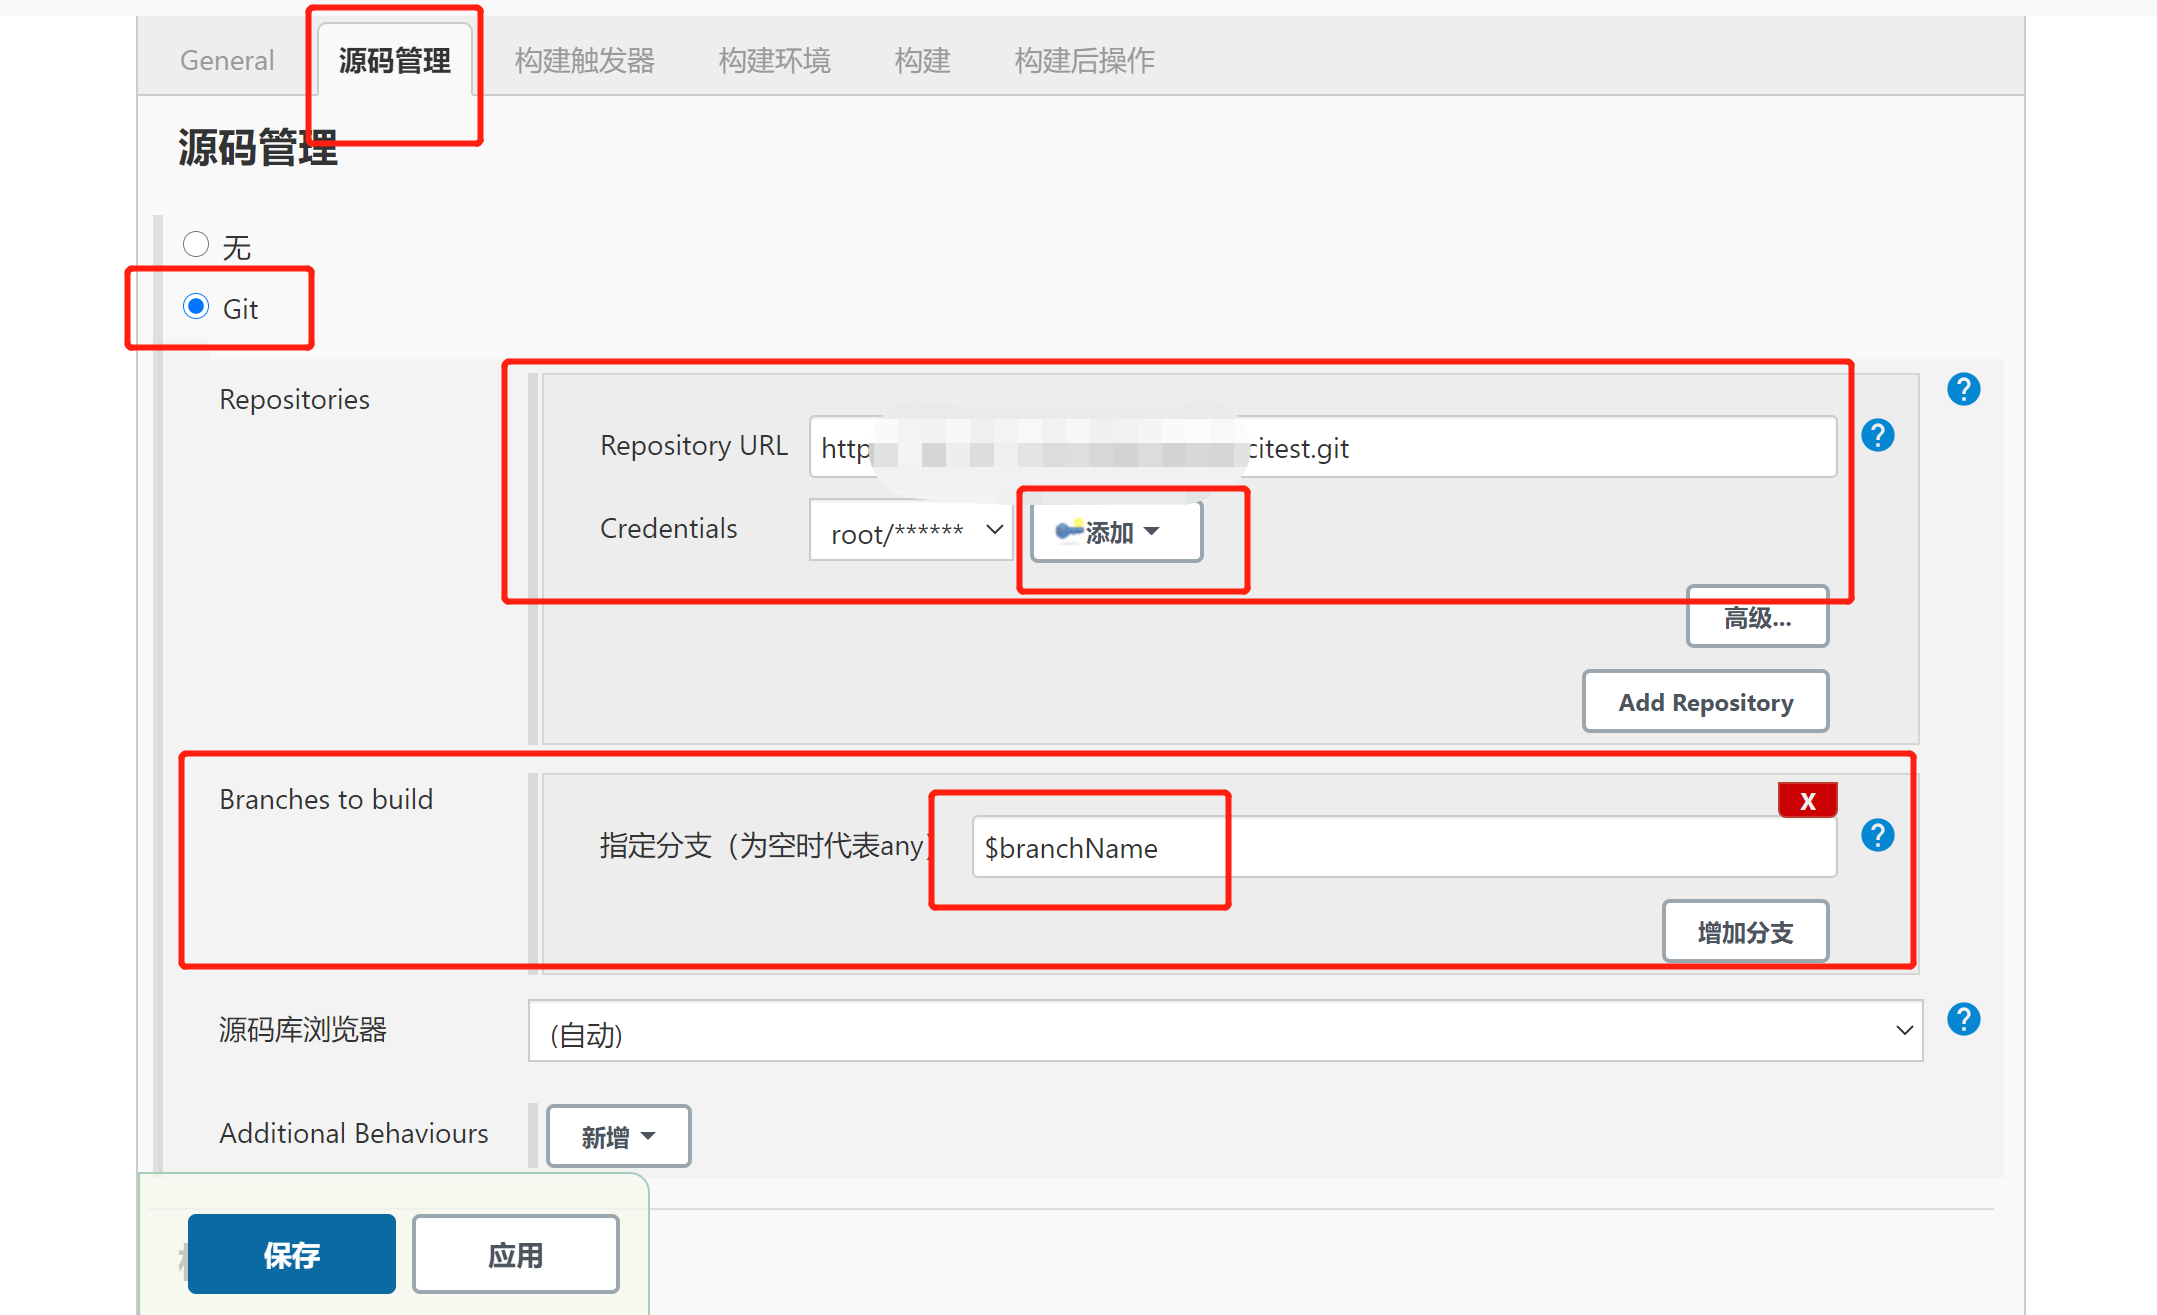 General 源码管理 构建触发器 构建环境 构建 构建后操作
源码管理
无
Git
Repositories
Repository URL http citest.git
Credentials root/****** 添加
高级...
Add Repository
Branches to build
X
指定分支（为空时代表any） $branchName
增加分支
源码库浏览器 (自动)
Additional Behaviours 新增
保存 应用